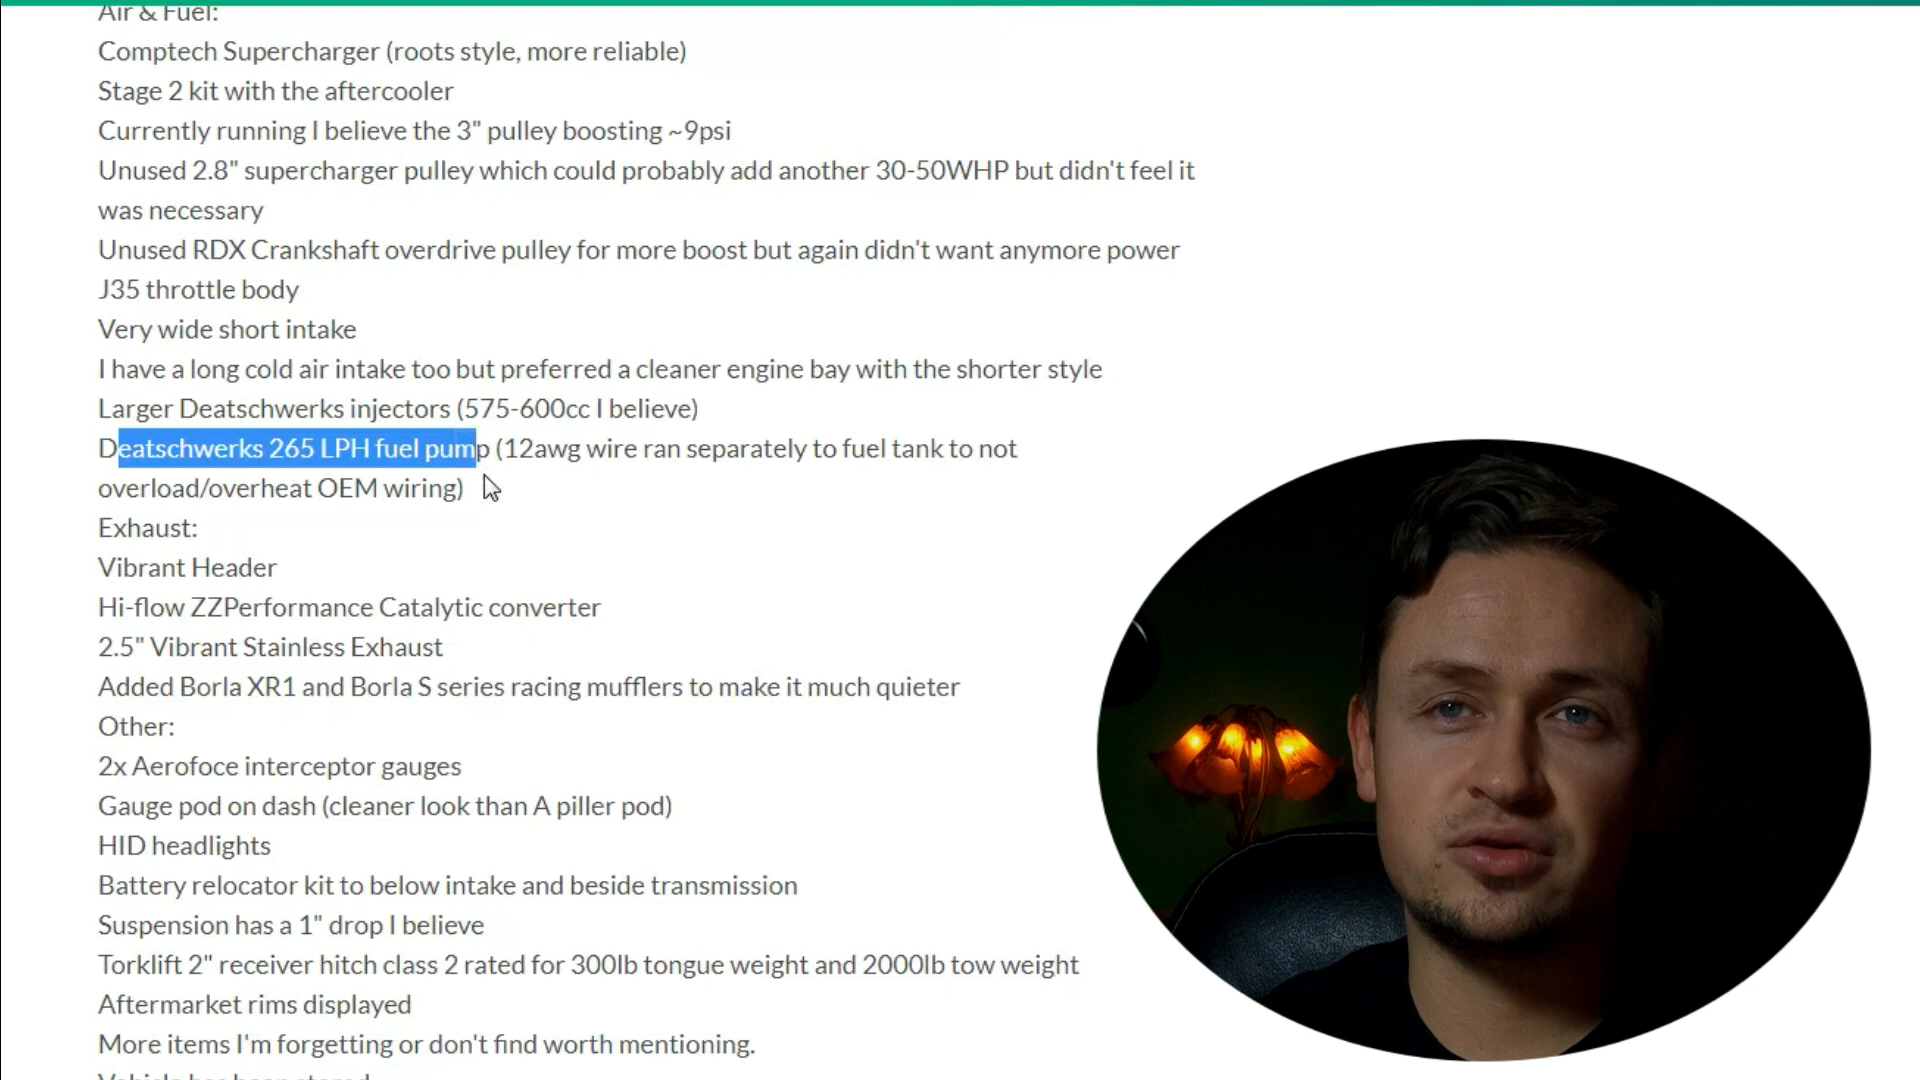 Air & Fuel:
Comptech Supercharger (roots style, more reliable)
Stage 2 kit with the aftercooler
Currently running I believe the 3" pulley boosting ~9psi
Unused 2.8" supercharger pulley which could probably add another 30-50WHP but didn't feel it
was necessary
Unused RDX Crankshaft overdrive pulley for more boost but again didn't want anymore power
J35 throttle body
Very wide short intake
I have a long cold air intake too but preferred a cleaner engine bay with the shorter style
Larger Deatschwerks injectors (575-600cc I believe)
Deatschwerks 265 LPH fuel pump (12awg wire ran separately to fuel tank to not
overload/overheat OEM wiring)
Exhaust:
Vibrant Header
Hi-flow ZZPerformance Catalytic converter
2.5" Vibrant Stainless Exhaust
Added Borla XR1 and Borla S series racing mufflers to make it much quieter
Other:
2x Aerofoce interceptor gauges
Gauge pod on dash (cleaner look than A piller pod)
HID headlights
Battery relocator kit to below intake and beside transmission
Suspension has a 1" drop I believe
Torklift 2" receiver hitch class 2 rated for 300lb tongue weight and 2000lb tow weight
Aftermarket rims displayed
More items I'm forgetting or don't find worth mentioning.
Vehicle has been stored